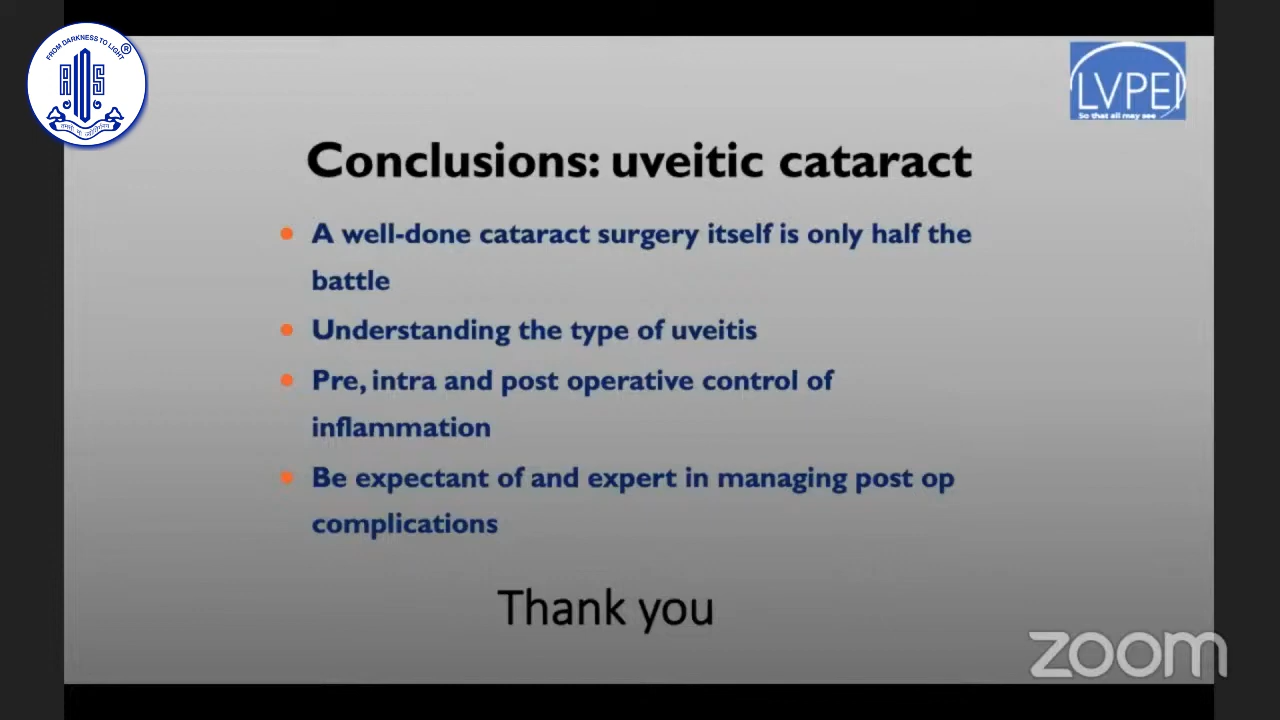 FROM DARKNESS TO LIGHT
®
AIOS
LVPEI
So that all may see
Conclusions: uveitic cataract
A well-done cataract surgery itself is only half the
battle
Understanding the type of uveitis
Pre, intra and post operative control of
inflammation
Be expectant of and expert in managing post op
complications
Thank you
zoom